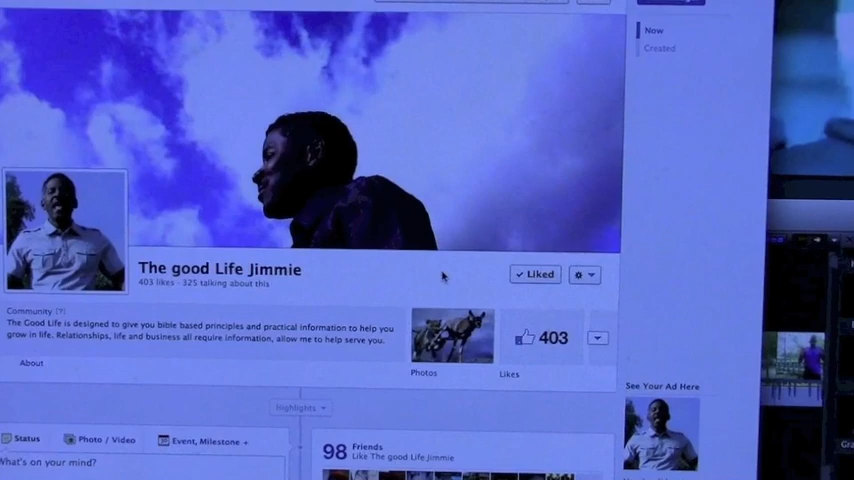 Now
Created
The good Life Jimmie
403 likes · 325 talking about this
Liked
Community [?]
The Good Life is designed to give you bible based principles and practical information to help you
grow in life. Relationships, life and business all require information, allow me to help serve you.
About
Photos
403
Likes
See Your Ad Here
Highlights
Status
Photo / Video
Event, Milestone +
What's on your mind?
98 Friends
Like The good Life Jimmie